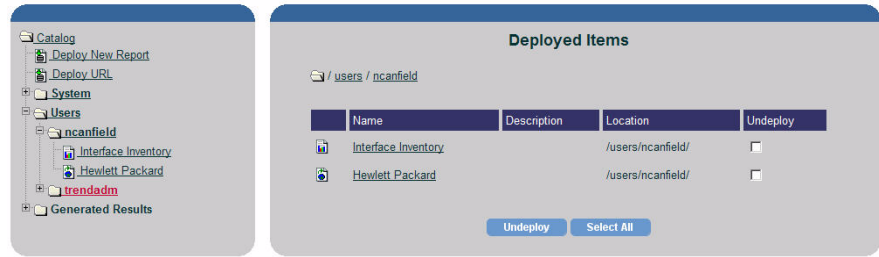 Catalog
Deploy New Report
Deploy URL
System
Users
ncanfield
Interface Inventory
Hewlett Packard
trendadm
Generated Results
Deployed Items
/ users / ncanfield
Name Description Location Undeploy
Interface Inventory /users/ncanfield/
Hewlett Packard /users/ncanfield/
Undeploy Select All